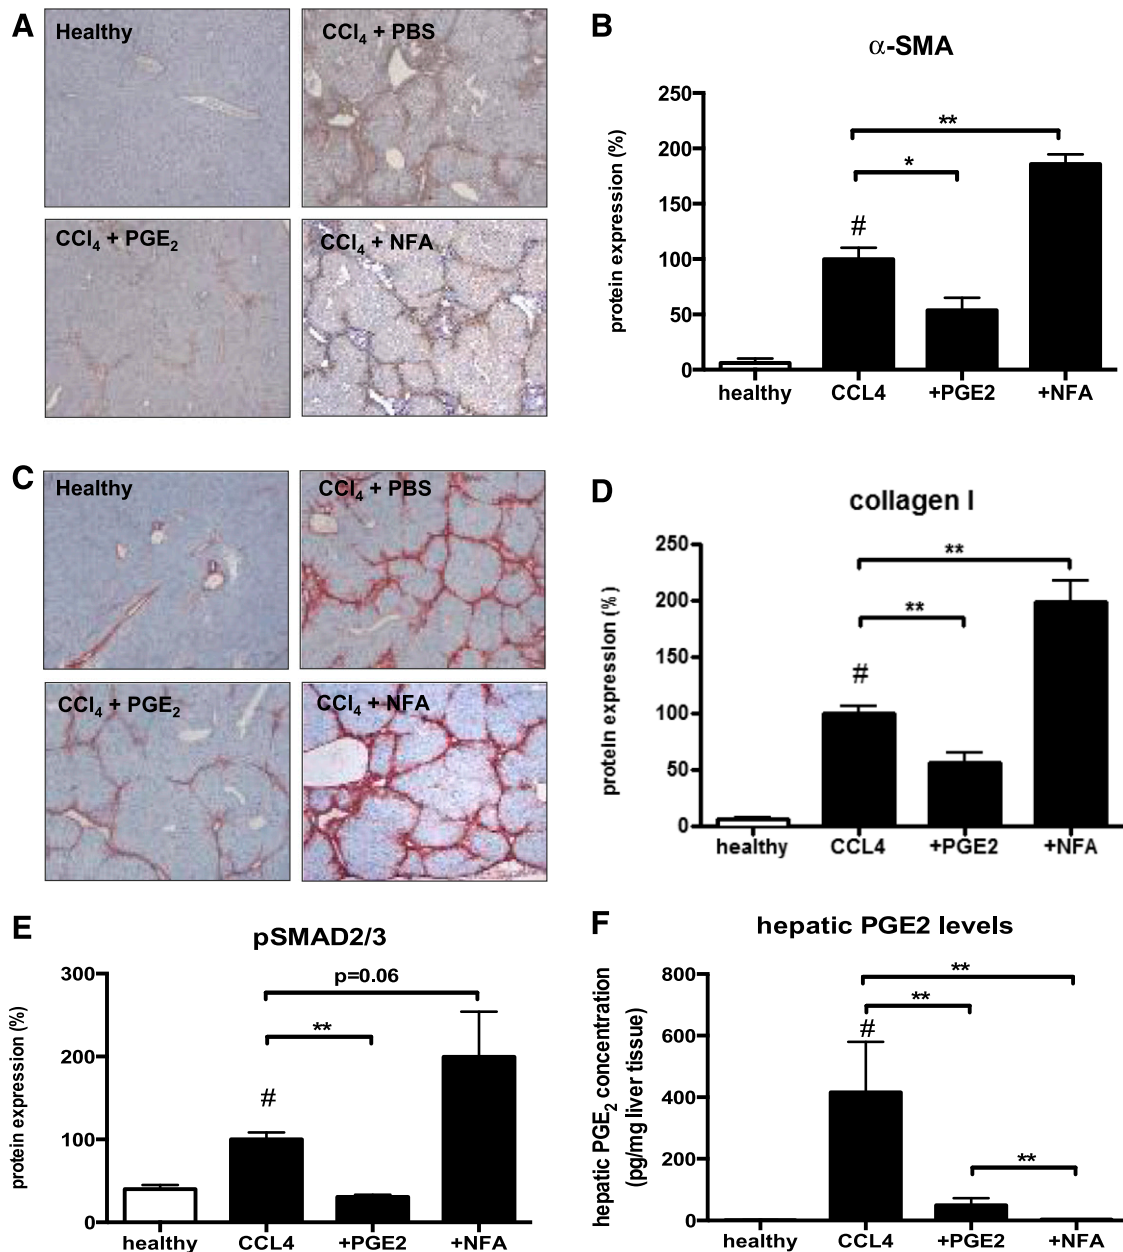 A
Healthy
CCl4 + PBS
CCl4 + PGE2
CCl4 + NFA
B
α-SMA
protein expression (%)
250
200
150
100
50
0
**
*
#
healthy
CCL4
+PGE2
+NFA
C
Healthy
CCl4 + PBS
CCl4 + PGE2
CCl4 + NFA
D
collagen I
protein expression (%)
250
200
150
100
50
0
**
**
#
healthy
CCL4
+PGE2
+NFA
E
pSMAD2/3
protein expression (%)
300
200
100
0
p=0.06
**
#
healthy
CCL4
+PGE2
+NFA
F
hepatic PGE2 levels
hepatic PGE2 concentration
(pg/mg liver tissue)
800
600
400
200
0
**
**
#
**
healthy
CCL4
+PGE2
+NFA